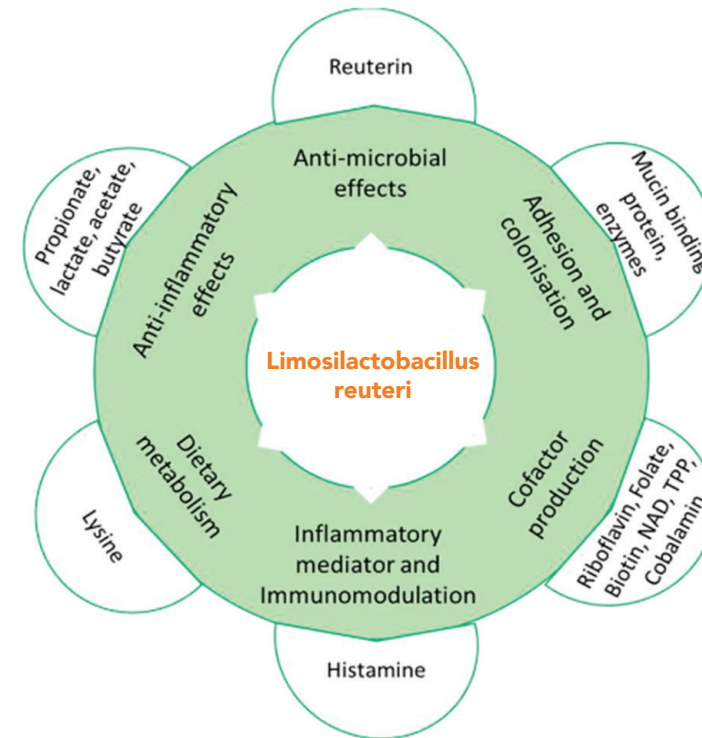 Reuterin
Anti-microbial
effects
Mucin binding
protein,
enzymes
Adhesion and
colonisation
Riboflavin, Folate,
Biotin, NAD, TPP,
Cobalamin
Cofactor
production
Inflammatory
mediator and
Immunomodulation
Histamine
Dietary
metabolism
Lysine
Anti-inflammatory
effects
Propionate,
lactate, acetate,
butyrate
Limosilactobacillus
reuteri